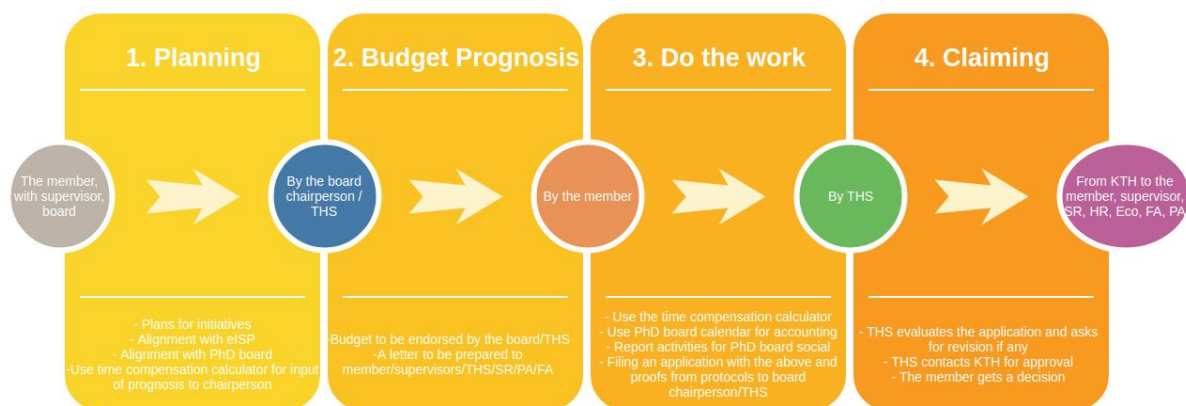 1. Planning
2. Budget Prognosis
3. Do the work
4. Claiming
The member,
with supervisor,
board
By the board
chairperson /
THS
By the member
By THS
From KTH to the
member, supervisor,
SR, HR, Eco, FA, PA
- Plans for initiatives
- Alignment with eISP
- Alignment with PhD board
-Use time compensation calculator for input
of prognosis to chairperson
-Budget to be endorsed by the board/THS
-A letter to be prepared to
member/supervisors/THS/SR/PA/FA
- Use the time compensation calculator
- Use PhD board calendar for accounting
- Report activities for PhD board social
- Filing an application with the above and
proofs from protocols to board
chairperson/THS
- THS evaluates the application and asks
for revision if any
- THS contacts KTH for approval
- The member gets a decision